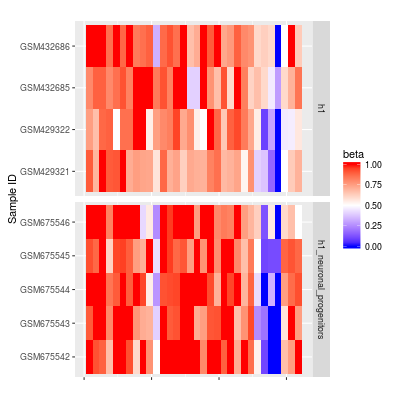 Sample ID
GSM432686
GSM432685
GSM429322
GSM429321
h1
GSM675546
GSM675545
GSM675544
GSM675543
GSM675542
h1_neuronal_progenitors
beta
1.00
0.75
0.50
0.25
0.00